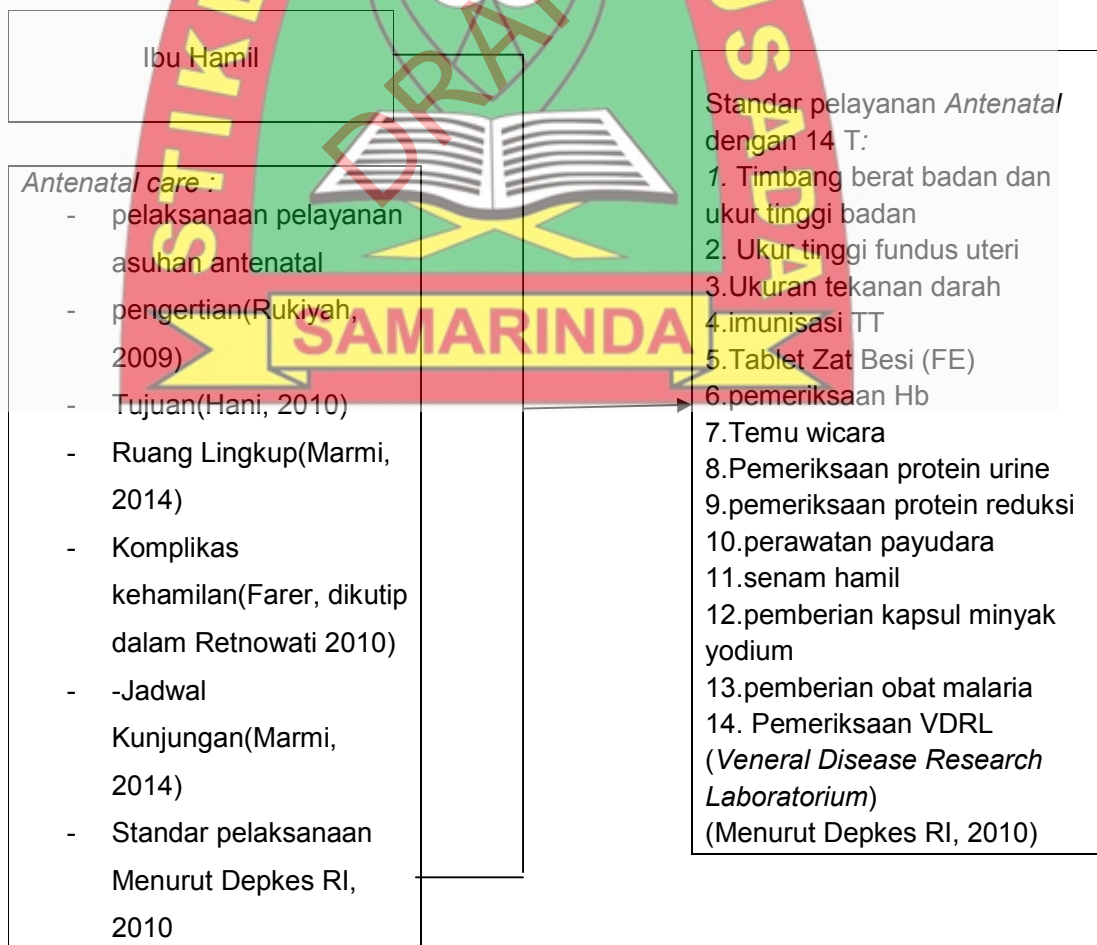 Ibu Hamil
Antenatal care :
- pelaksanaan pelayanan
asuhan antenatal
- pengertian(Rukiyah,
2009)
- Tujuan(Hani, 2010)
- Ruang Lingkup(Marmi,
2014)
- Komplikas
kehamilan(Farer, dikutip
dalam Retnowati 2010)
- -Jadwal
Kunjungan(Marmi,
2014)
- Standar pelaksanaan
Menurut Depkes RI,
2010
Standar pelayanan Antenatal
dengan 14 T:
1. Timbang berat badan dan
ukur tinggi badan
2. Ukur tinggi fundus uteri
3.Ukuran tekanan darah
4.imunisasi TT
5.Tablet Zat Besi (FE)
6.pemeriksaan Hb
7.Temu wicara
8.Pemeriksaan protein urine
9.pemeriksaan protein reduksi
10.perawatan payudara
11.senam hamil
12.pemberian kapsul minyak
yodium
13.pemberian obat malaria
14. Pemeriksaan VDRL
(Veneral Disease Research
Laboratorium)
(Menurut Depkes RI, 2010)
SAMARINDA